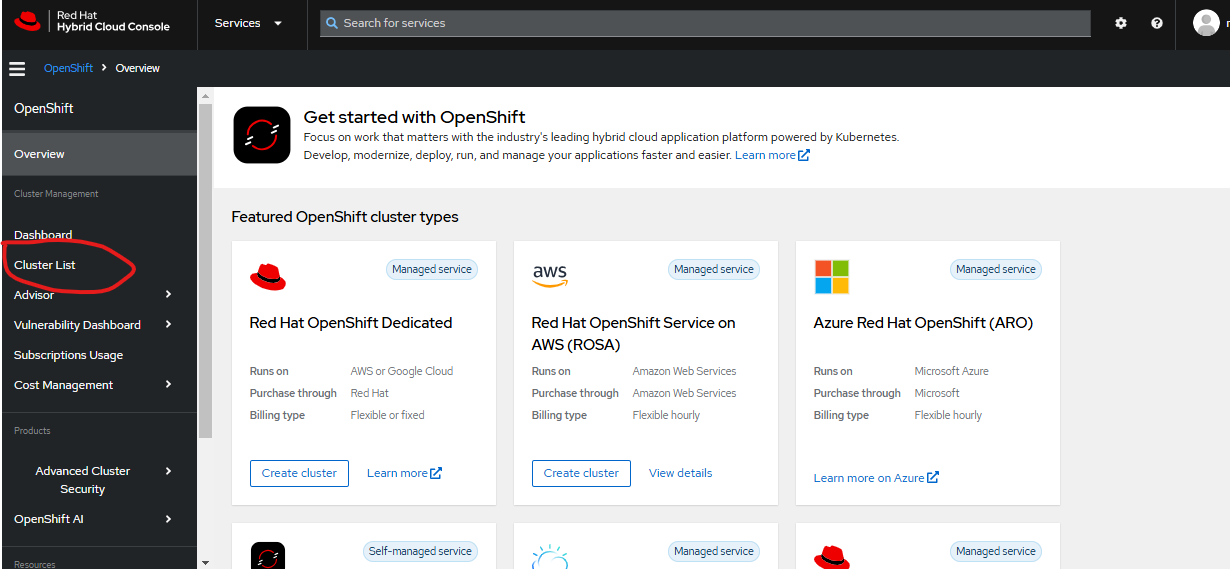 Red Hat
Hybrid Cloud Console
Services
Search for services
OpenShift
Overview
OpenShift
Overview
Cluster Management
Dashboard
Cluster List
Advisor
Vulnerability Dashboard
Subscriptions Usage
Cost Management
Products
Advanced Cluster
Security
OpenShift AI
Resources
Get started with OpenShift
Focus on work that matters with the industry's leading hybrid cloud application platform powered by Kubernetes.
Develop, modernize, deploy, run, and manage your applications faster and easier. Learn more
Featured OpenShift cluster types
Managed service
Red Hat OpenShift Dedicated
Runs on AWS or Google Cloud
Purchase through Red Hat
Billing type Flexible or fixed
Create cluster Learn more
aws
Managed service
Red Hat OpenShift Service on
AWS (ROSA)
Runs on Amazon Web Services
Purchase through Amazon Web Services
Billing type Flexible hourly
Create cluster View details
Managed service
Azure Red Hat OpenShift (ARO)
Runs on Microsoft Azure
Purchase through Microsoft
Billing type Flexible hourly
Learn more on Azure
Self-managed service
Managed service
Managed service